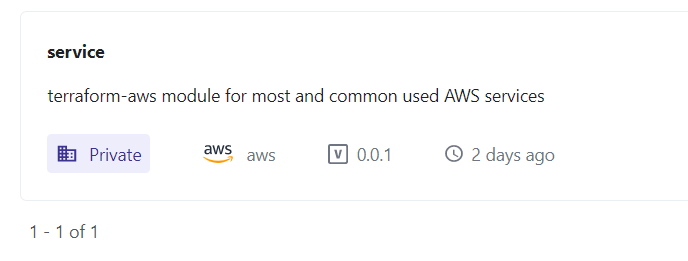 service
terraform-aws module for most and common used AWS services
Private aws aws V 0.0.1 2 days ago
1 - 1 of 1